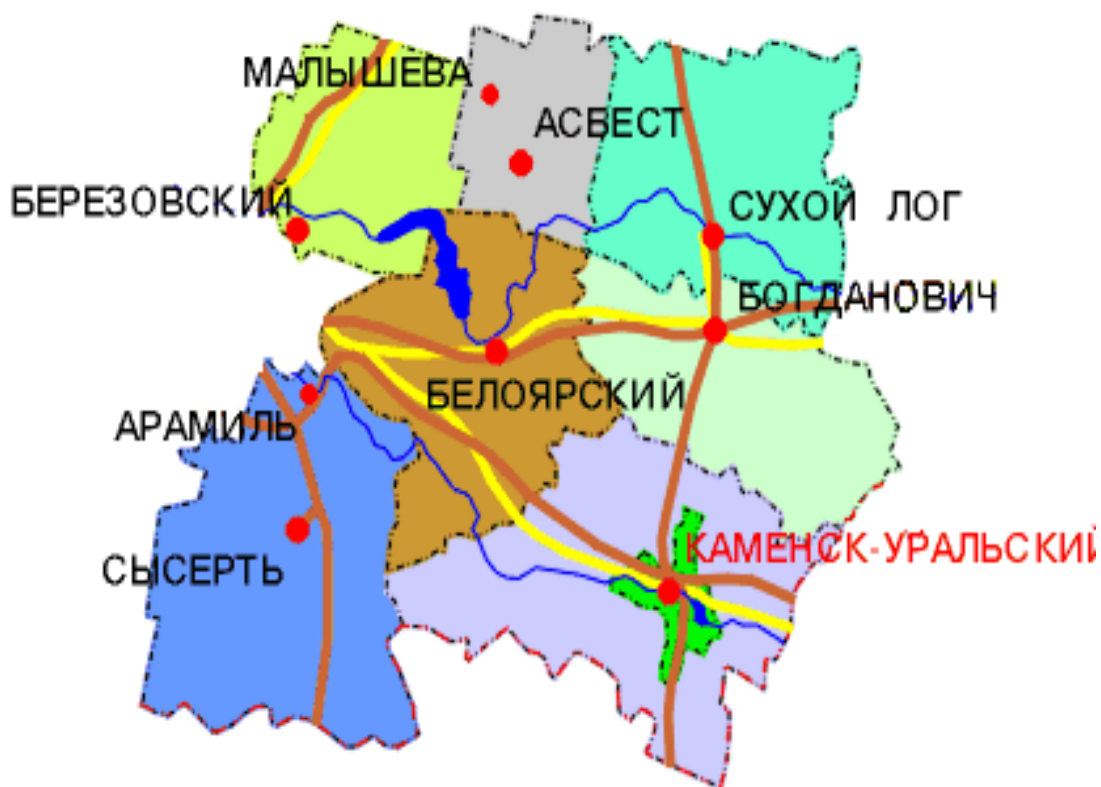 МАЛЫШЕВА
АСБЕСТ
БЕРЕЗОВСКИЙ
СУХОЙ ЛОГ
БОГДАНОВИЧ
БЕЛОЯРСКИЙ
АРАМИЛЬ
КАМЕНСК-УРАЛЬСКИЙ
СЫСЕРТЬ